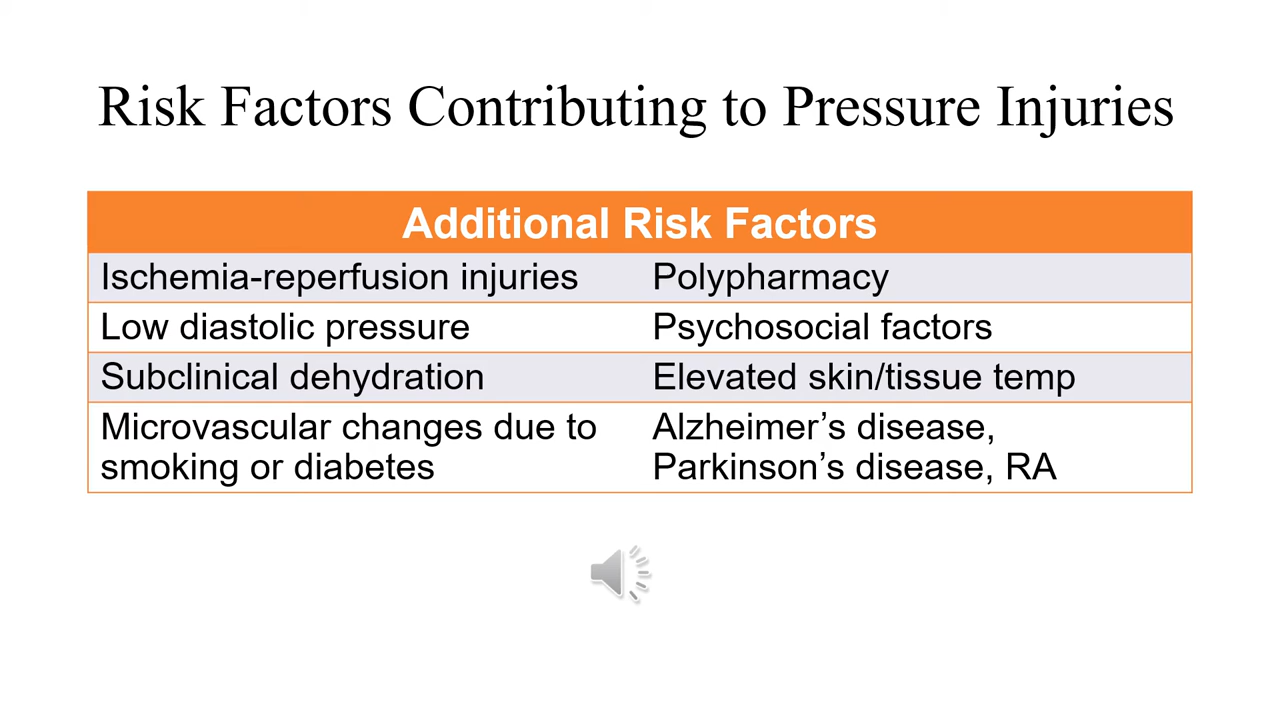 Risk Factors Contributing to Pressure Injuries
Additional Risk Factors
Ischemia-reperfusion injuries
Polypharmacy
Low diastolic pressure
Psychosocial factors
Subclinical dehydration
Elevated skin/tissue temp
Microvascular changes due to
smoking or diabetes
Alzheimer’s disease,
Parkinson’s disease, RA